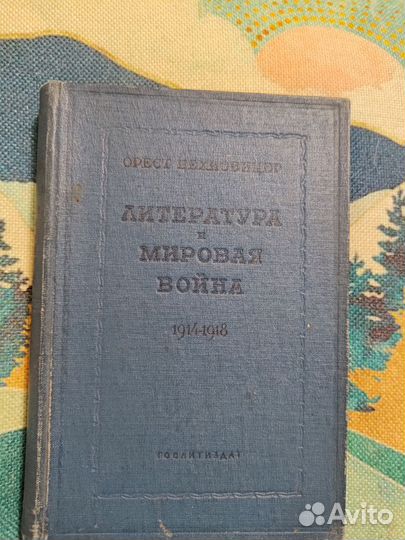 ОРЕСТ ЦЕХНОВИЦЕР
ЛИТЕРАТУРА
и
МИРОВАЯ
ВОЙНА
1914-1918
ГОСЛИТИЗДАТ
Avito